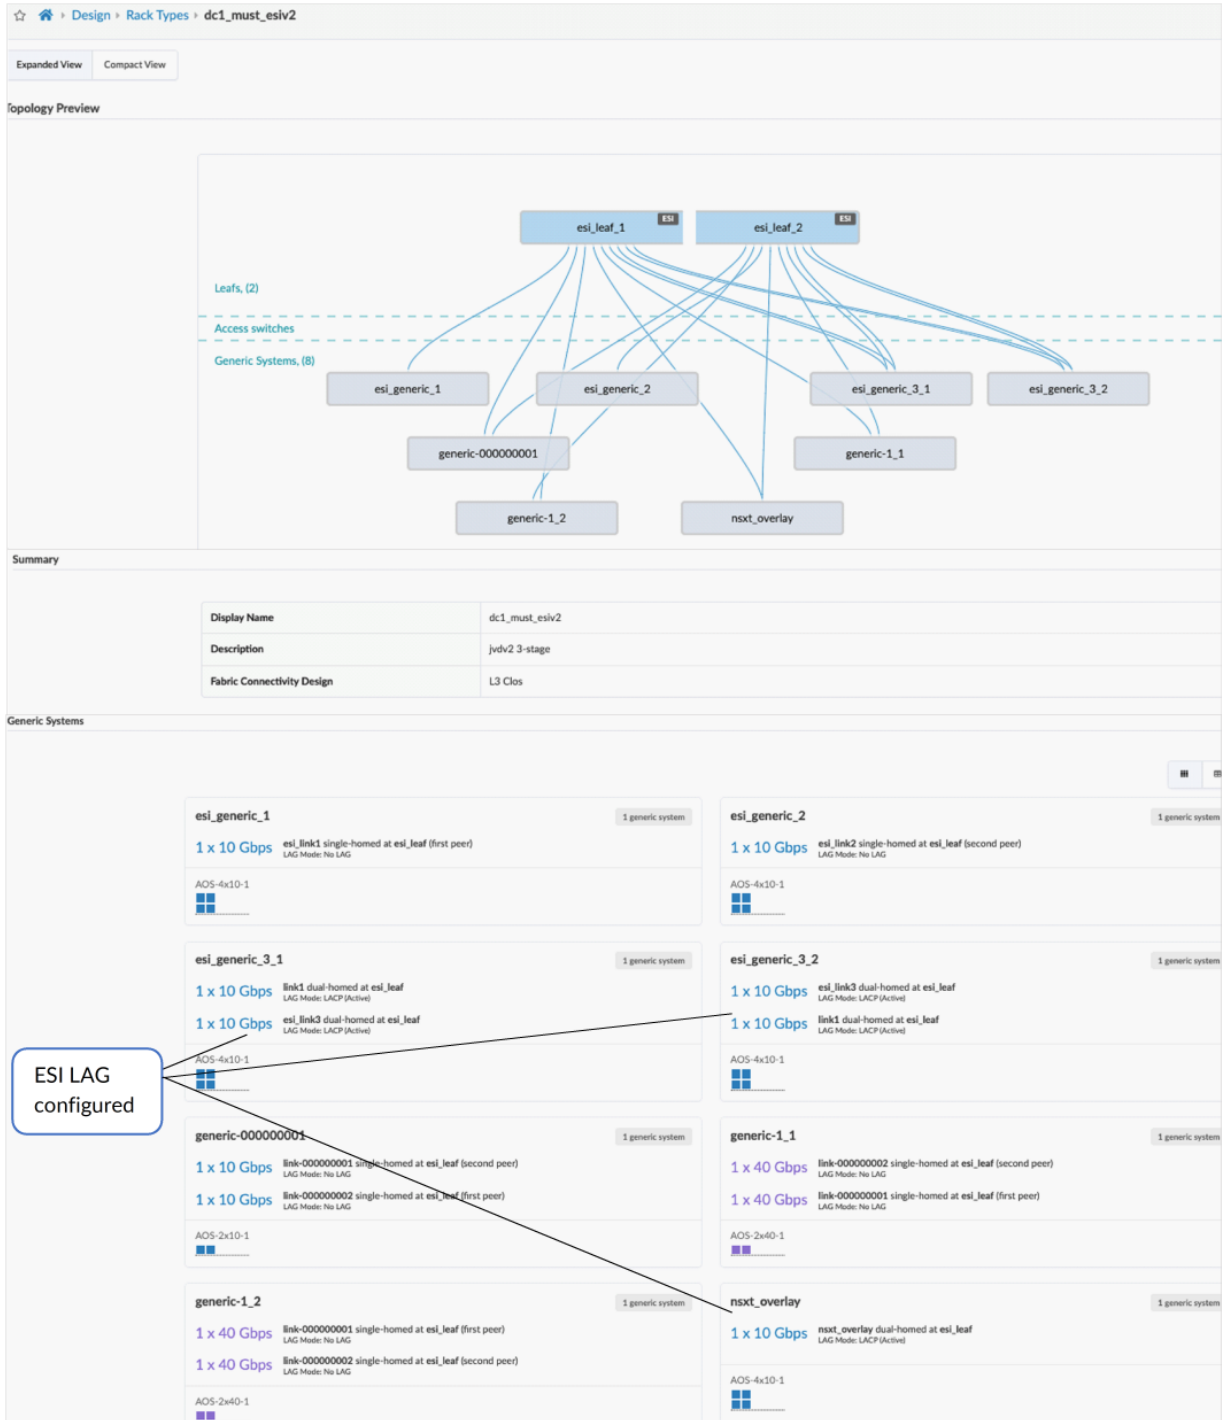 Design › Rack Types › dc1_must_esiv2
Expanded View Compact View
Topology Preview
esi_leaf_1 ESI esi_leaf_2 ESI
Leafs, (2)
Access switches
Generic Systems, (8)
esi_generic_1 esi_generic_2 esi_generic_3_1 esi_generic_3_2
generic-000000001 generic-1_1
generic-1_2 nsxt_overlay
Summary
Display Name dc1_must_esiv2
Description jvdv2 3-stage
Fabric Connectivity Design L3 Clos
Generic Systems
esi_generic_1 1 generic system
1 x 10 Gbps esi_link1 single-homed at esi_leaf (first peer)
LAG Mode: No LAG
AOS-4x10-1
esi_generic_2 1 generic system
1 x 10 Gbps esi_link2 single-homed at esi_leaf (second peer)
LAG Mode: No LAG
AOS-4x10-1
esi_generic_3_1 1 generic system
1 x 10 Gbps link1 dual-homed at esi_leaf
LAG Mode: LACP (Active)
1 x 10 Gbps esi_link3 dual-homed at esi_leaf
LAG Mode: LACP (Active)
AOS-4x10-1
esi_generic_3_2 1 generic system
1 x 10 Gbps esi_link3 dual-homed at esi_leaf
LAG Mode: LACP (Active)
1 x 10 Gbps link1 dual-homed at esi_leaf
LAG Mode: LACP (Active)
AOS-4x10-1
ESI LAG
configured
generic-000000001 1 generic system
1 x 10 Gbps link-000000001 single-homed at esi_leaf (second peer)
LAG Mode: No LAG
1 x 10 Gbps link-000000002 single-homed at esi_leaf (first peer)
LAG Mode: No LAG
AOS-2x10-1
generic-1_1 1 generic system
1 x 40 Gbps link-000000002 single-homed at esi_leaf (second peer)
LAG Mode: No LAG
1 x 40 Gbps link-000000001 single-homed at esi_leaf (first peer)
LAG Mode: No LAG
AOS-2x40-1
generic-1_2 1 generic system
1 x 40 Gbps link-000000001 single-homed at esi_leaf (first peer)
LAG Mode: No LAG
1 x 40 Gbps link-000000002 single-homed at esi_leaf (second peer)
LAG Mode: No LAG
AOS-2x40-1
nsxt_overlay 1 generic system
1 x 10 Gbps nsxt_overlay dual-homed at esi_leaf
LAG Mode: LACP (Active)
AOS-4x10-1